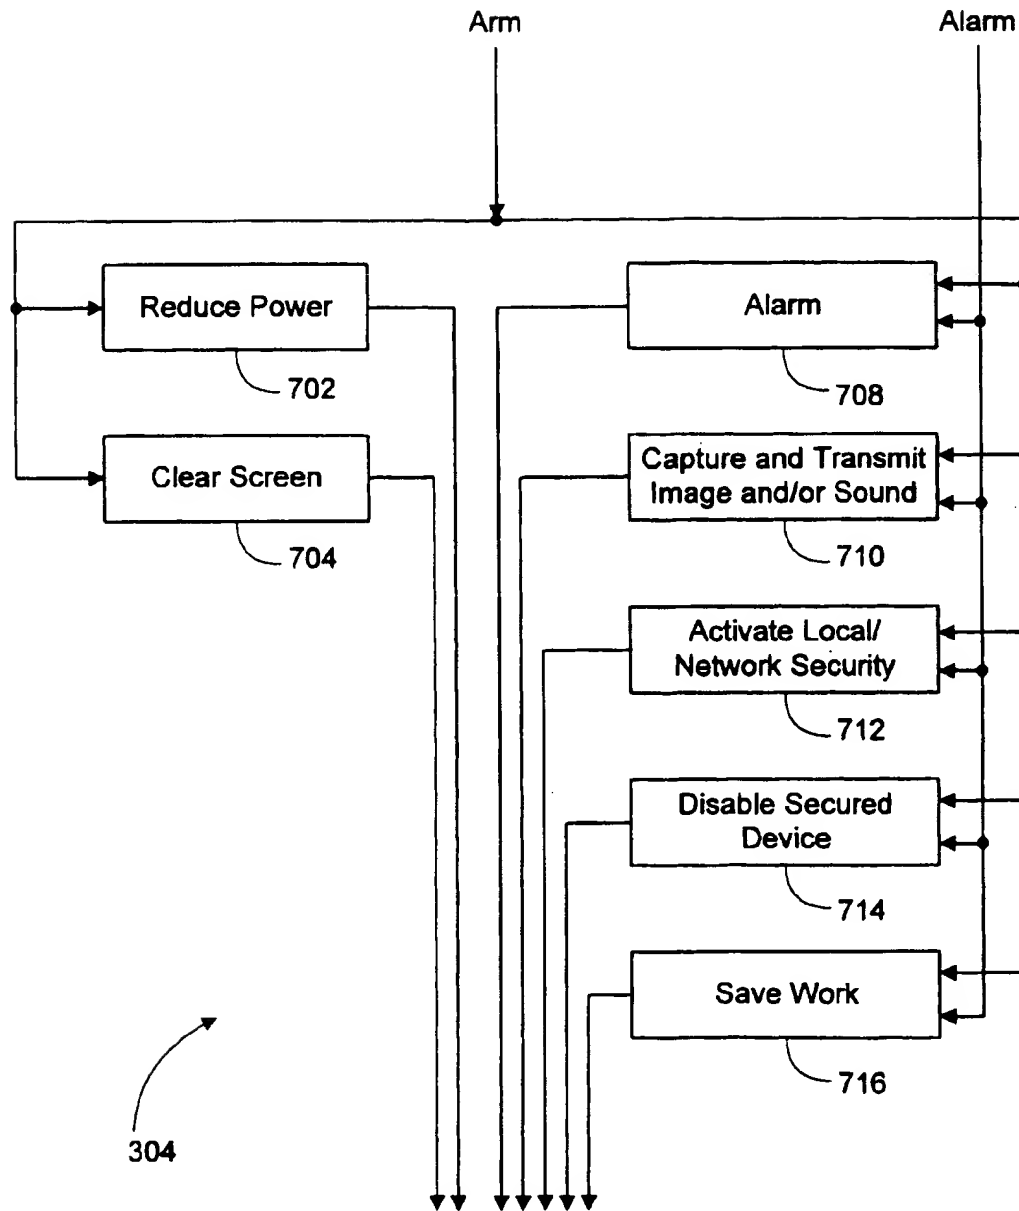 Arm
Alarm
Reduce Power
702
Clear Screen
704
Alarm
708
Capture and Transmit
Image and/or Sound
710
Activate Local/
Network Security
712
Disable Secured
Device
714
Save Work
716
304